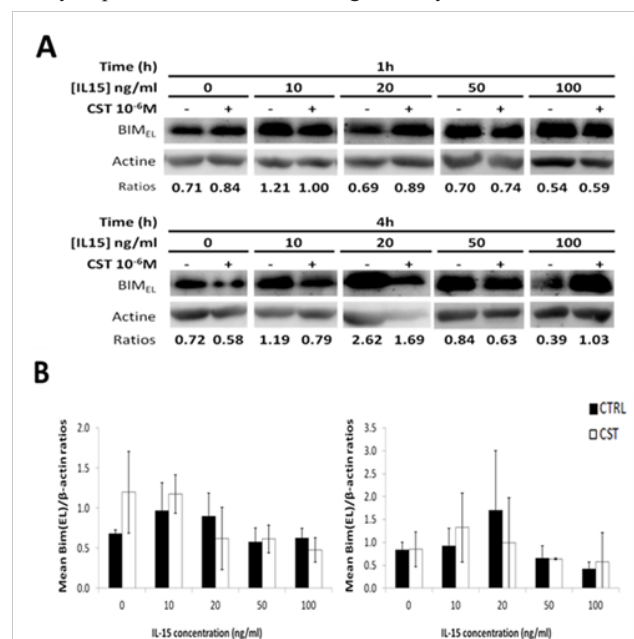 A
Time (h) 1h
[IL15] ng/ml 0 10 20 50 100
CST 10⁻⁶M - + - + - + - + - +
BIM_EL
Actine
Ratios 0.71 0.84 1.21 1.00 0.69 0.89 0.70 0.74 0.54 0.59
Time (h) 4h
[IL15] ng/ml 0 10 20 50 100
CST 10⁻⁶M - + - + - + - + - +
BIM_EL
Actine
Ratios 0.72 0.58 1.19 0.79 2.62 1.69 0.84 0.63 0.39 1.03
B
CTRL
CST
Mean Bim(EL)/β-actin ratios
2.0
1.5
1.0
0.5
0.0
0 10 20 50 100
IL-15 concentration (ng/ml)
Mean Bim(EL)/β-actin ratios
3.5
3.0
2.5
2.0
1.5
1.0
0.5
0.0
0 10 20 50 100
IL-15 concentration (ng/ml)